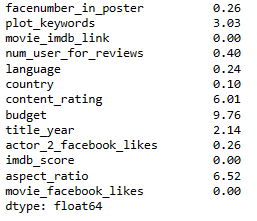 facenumber_in_poster 0.26
plot_keywords 3.03
movie_imdb_link 0.00
num_user_for_reviews 0.40
language 0.24
country 0.10
content_rating 6.01
budget 9.76
title_year 2.14
actor_2_facebook_likes 0.26
imdb_score 0.00
aspect_ratio 6.52
movie_facebook_likes 0.00
dtype: float64